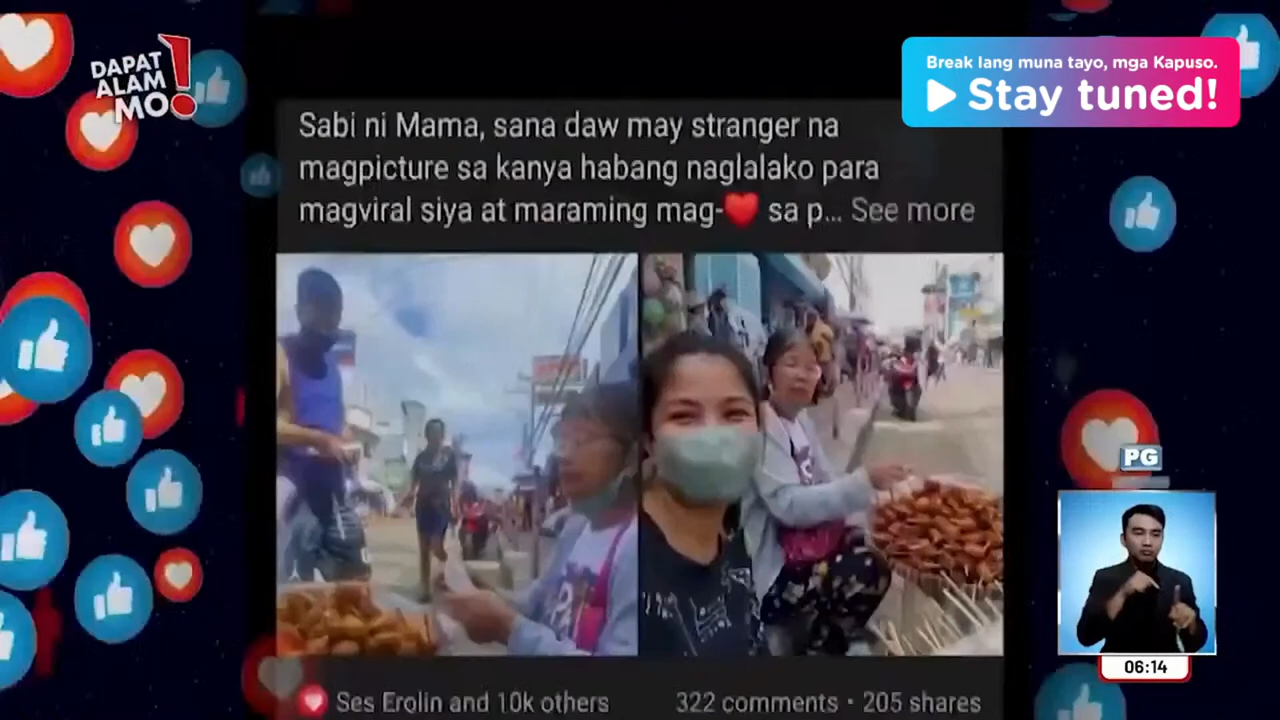 DAPAT
ALAM
MO!
Break lang muna tayo, mga Kapuso.
Stay tuned!
Sabi ni Mama, sana daw may stranger na
magpicture sa kanya habang naglalako para
magviral siya at maraming mag-❤️ sa p... See more
PG
Ses Erolin and 10k others
322 comments • 205 shares
06:14